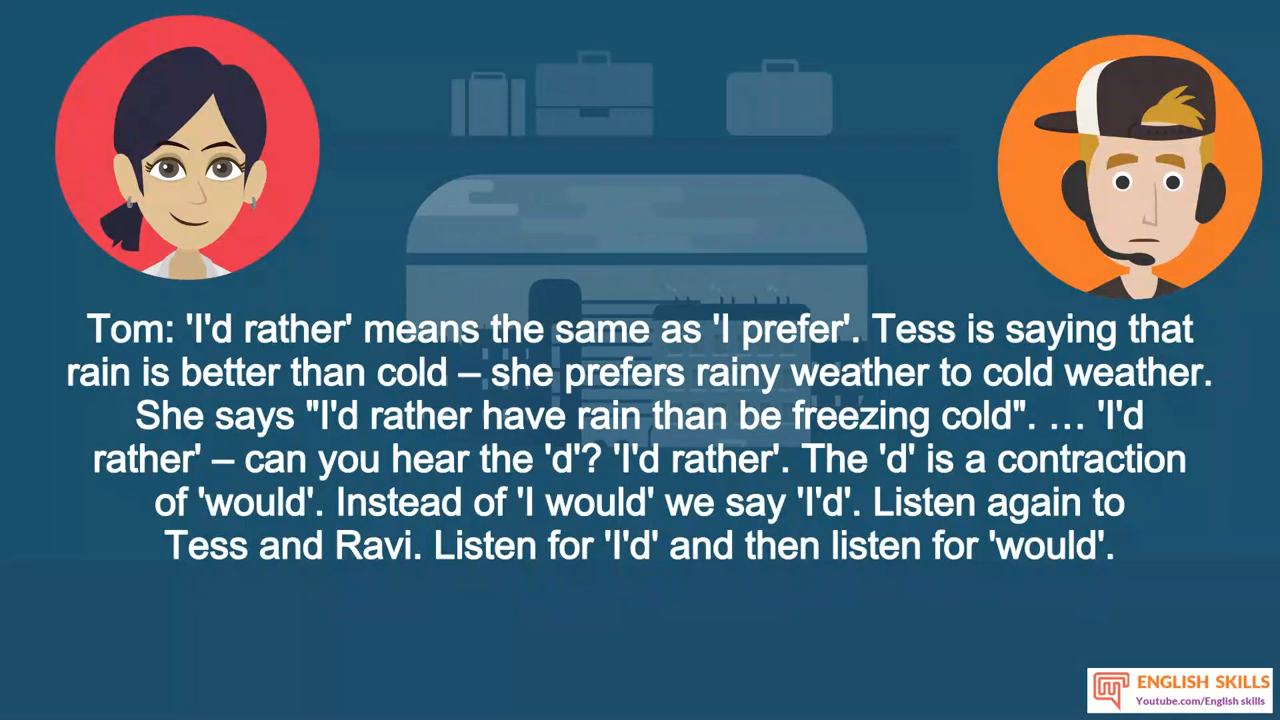 Tom: 'I'd rather' means the same as 'I prefer'. Tess is saying that
rain is better than cold – she prefers rainy weather to cold weather.
She says "I'd rather have rain than be freezing cold". … 'I'd
rather' – can you hear the 'd'? 'I'd rather'. The 'd' is a contraction
of 'would'. Instead of 'I would' we say 'I'd'. Listen again to
Tess and Ravi. Listen for 'I'd' and then listen for 'would'.
ENGLISH SKILLS
Youtube.com/English skills